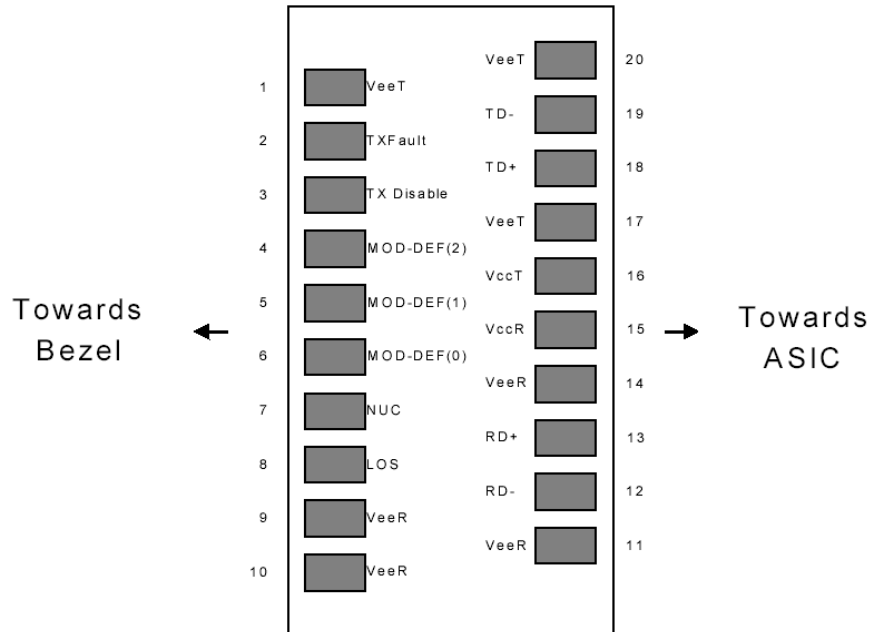 VeeT 20
1 VeeT
TD- 19
2 TXFault
TD+ 18
3 TX Disable
VeeT 17
4 MOD-DEF(2)
VccT 16
5 MOD-DEF(1)
Towards
Bezel
VccR 15
Towards
ASIC
6 MOD-DEF(0)
VeeR 14
7 NUC
RD+ 13
8 LOS
RD- 12
9 VeeR
VeeR 11
10 VeeR